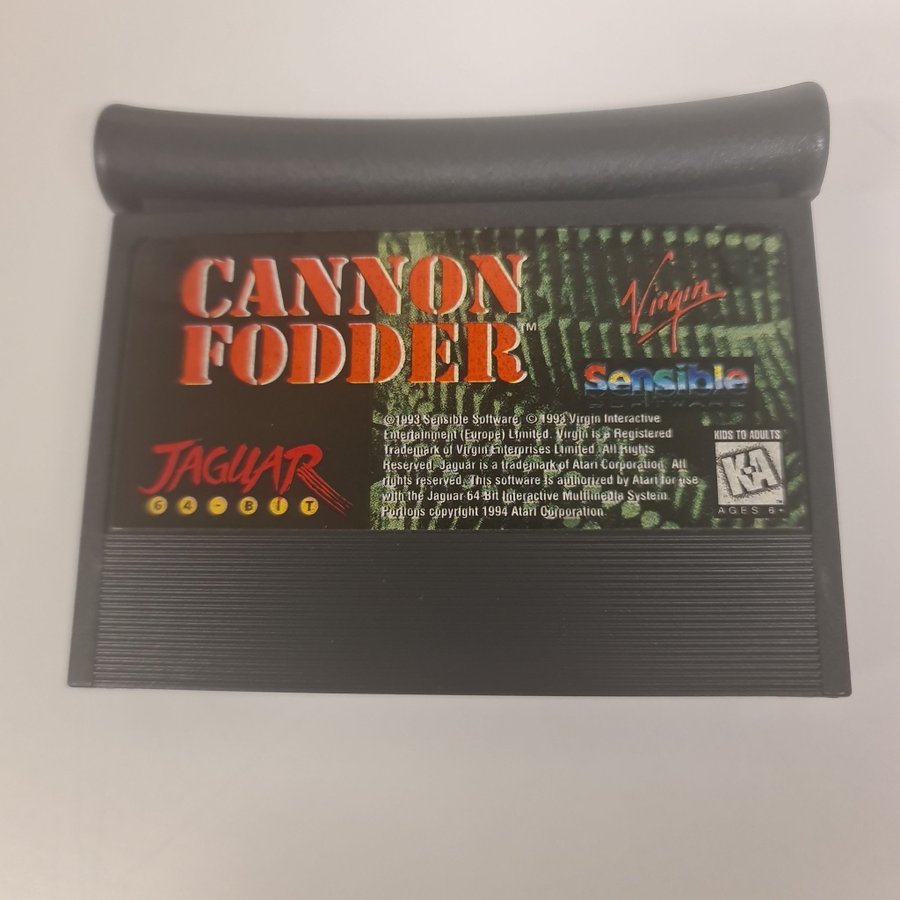 CANNON
FODDER™
Virgin
Sensible
JAGUAR
64-BIT
©1993 Sensible Software. © 1993 Virgin Interactive
Entertainment (Europe) Limited. Virgin is a Registered
Trademark of Virgin Enterprises Limited. All Rights
Reserved. Jaguar is a trademark of Atari Corporation. All
rights reserved. This software is authorized by Atari for use
with the Jaguar 64-Bit Interactive Multimedia System.
Portions copyright 1994 Atari Corporation.
KIDS TO ADULTS
K-A
AGES 6+